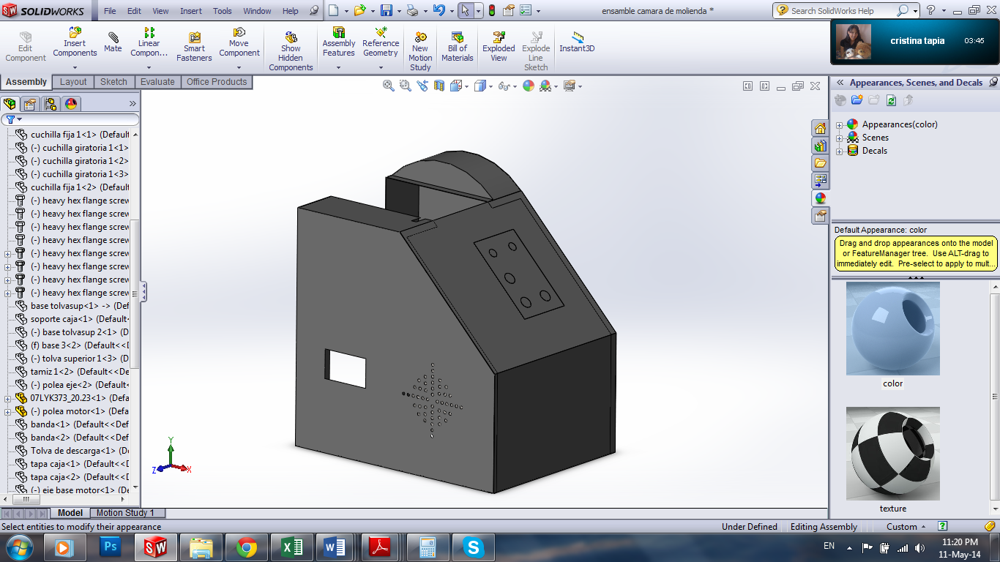 SW SOLIDWORKS File Edit View Insert Tools Window Help ensamble camara de molienda * Search SolidWorks Help
cristina tapia 03:45
Edit Component
Insert Components
Mate
Linear Compon...
Smart Fasteners
Move Component
Show Hidden Components
Assembly Features
Reference Geometry
New Motion Study
Bill of Materials
Exploded View
Explode Line Sketch
Instant3D
Assembly Layout Sketch Evaluate Office Products
Appearances, Scenes, and Decals
Appearances(color)
Scenes
Decals
cuchilla fija 1<1> (Default
(-) cuchilla giratoria 1<1>
(-) cuchilla giratoria 1<2>
(-) cuchilla giratoria 1<3>
cuchilla fija 1<2> (Default
(-) heavy hex flange screw
(-) heavy hex flange screw
(-) heavy hex flange screw
(-) heavy hex flange screw
(-) heavy hex flange screw
(-) heavy hex flange screw
(-) heavy hex flange screw
(-) heavy hex flange screw
base tolvasup<1> -> (Def
soporte caja<1> (Default<
(-) base tolvasup 2<1> (D
(f) base 3<2> (Default<<D
(-) tolva superior 1<3> (D
tamiz 1<2> (Default<<De
(-) polea eje<2> (Default<
07LYK373_20.23<1> (Def
(-) polea motor<1> (Defa
banda<1> (Default<<Def
banda<2> (Default<<Def
Tolva de descarga<1> (D
tapa caja<1> (Default<<D
tapa caja<2> (Default<<D
(-) eje base motor<1> (De
Y
Z X
Default Appearance: color
Drag and drop appearances onto the model
or FeatureManager tree. Use ALT-drag to
immediately edit. Pre-select to apply to mult...
color
texture
Model Motion Study 1
Select entities to modify their appearance Under Defined Editing Assembly Custom
Ps SW S
EN 11:20 PM
11-May-14